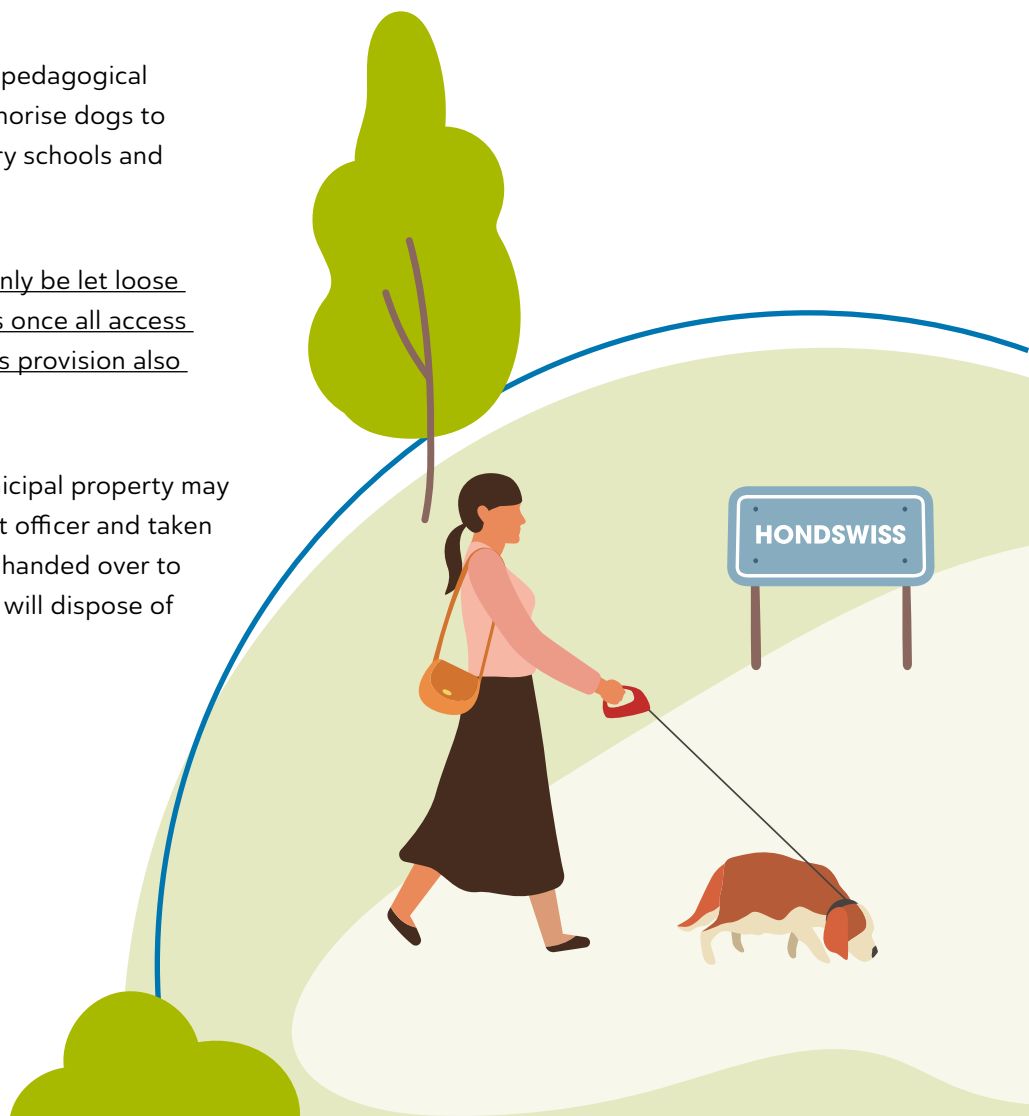 pedagogical
horise dogs to
ry schools and
nly be let loose
s once all access
s provision also
icipal property may
t officer and taken
handed over to
will dispose of
HONDSWISS